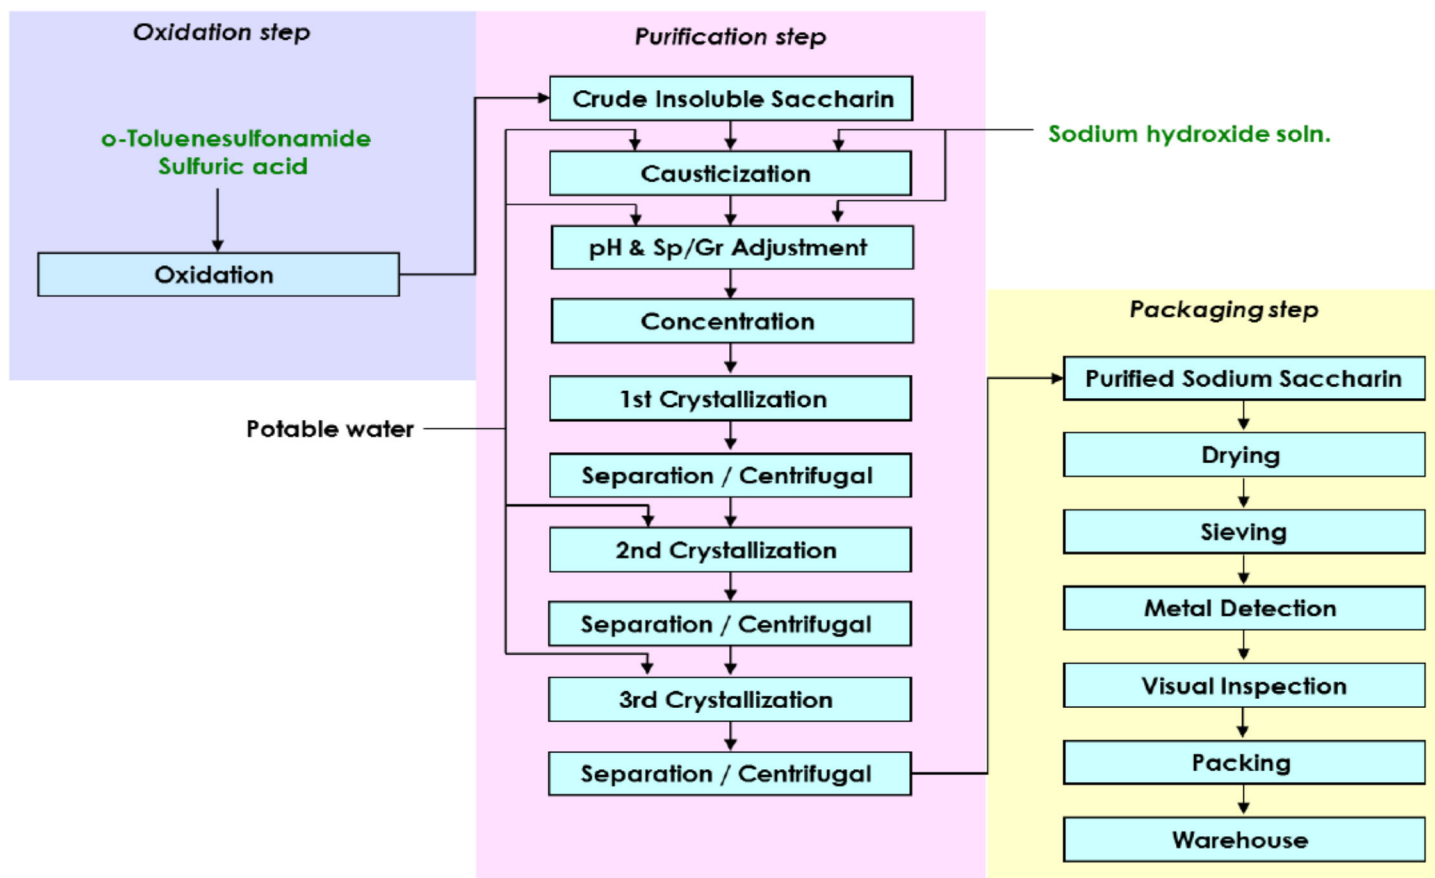 Oxidation step
o-Toluenesulfonamide
Sulfuric acid
Oxidation
Purification step
Crude Insoluble Saccharin
Sodium hydroxide soln.
Causticization
pH & Sp/Gr Adjustment
Concentration
1st Crystallization
Potable water
Separation / Centrifugal
2nd Crystallization
Separation / Centrifugal
3rd Crystallization
Separation / Centrifugal
Packaging step
Purified Sodium Saccharin
Drying
Sieving
Metal Detection
Visual Inspection
Packing
Warehouse